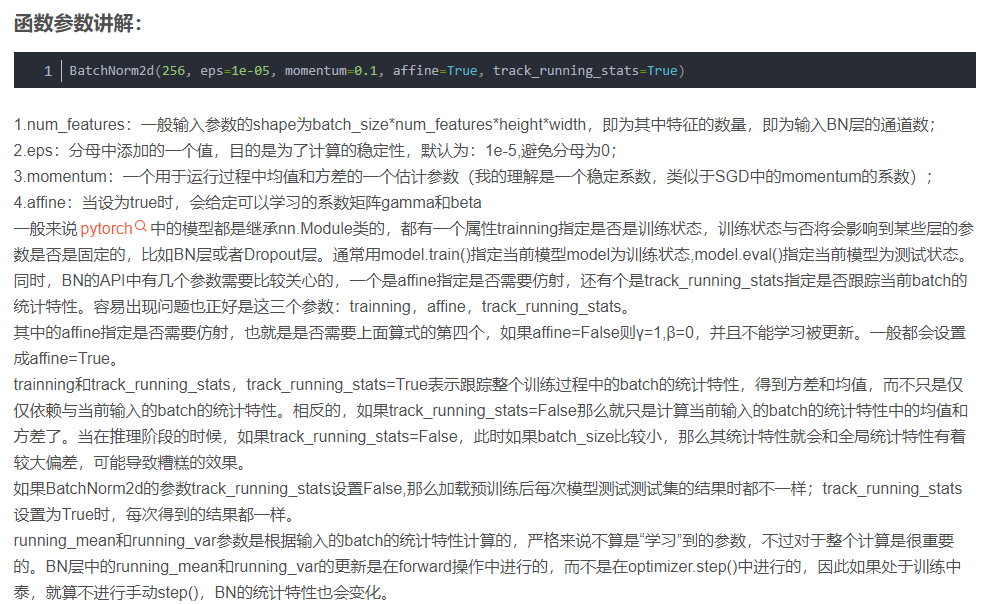 函数参数讲解：
1 BatchNorm2d(256, eps=1e-05, momentum=0.1, affine=True, track_running_stats=True)
1.num_features：一般输入参数的shape为batch_size*num_features*height*width，即为其中特征的数量，即为输入BN层的通道数；
2.eps：分母中添加的一个值，目的是为了计算的稳定性，默认为：1e-5,避免分母为0；
3.momentum：一个用于运行过程中均值和方差的一个估计参数（我的理解是一个稳定系数，类似于SGD中的momentum的系数）；
4.affine：当设为true时，会给定可以学习的系数矩阵gamma和beta
一般来说 pytorch 中的模型都是继承nn.Module类的，都有一个属性trainning指定是否是训练状态，训练状态与否将会影响到某些层的参
数是否是固定的，比如BN层或者Dropout层。通常用model.train()指定当前模型model为训练状态,model.eval()指定当前模型为测试状态。
同时，BN的API中有几个参数需要比较关心的，一个是affine指定是否需要仿射，还有个是track_running_stats指定是否跟踪当前batch的
统计特性。容易出现问题也正好是这三个参数：trainning，affine，track_running_stats。
其中的affine指定是否需要仿射，也就是是否需要上面算式的第四个，如果affine=False则γ=1,β=0，并且不能学习被更新。一般都会设置
成affine=True。
trainning和track_running_stats，track_running_stats=True表示跟踪整个训练过程中的batch的统计特性，得到方差和均值，而不只是仅
仅依赖与当前输入的batch的统计特性。相反的，如果track_running_stats=False那么就只是计算当前输入的batch的统计特性中的均值和
方差了。当在推理阶段的时候，如果track_running_stats=False，此时如果batch_size比较小，那么其统计特性就会和全局统计特性有着
较大偏差，可能导致糟糕的效果。
如果BatchNorm2d的参数track_running_stats设置False,那么加载预训练后每次模型测试测试集的结果时都不一样；track_running_stats
设置为True时，每次得到的结果都一样。
running_mean和running_var参数是根据输入的batch的统计特性计算的，严格来说不算是“学习”到的参数，不过对于整个计算是很重要
的。BN层中的running_mean和running_var的更新是在forward操作中进行的，而不是在optimizer.step()中进行的，因此如果处于训练中
泰，就算不进行手动step()，BN的统计特性也会变化。